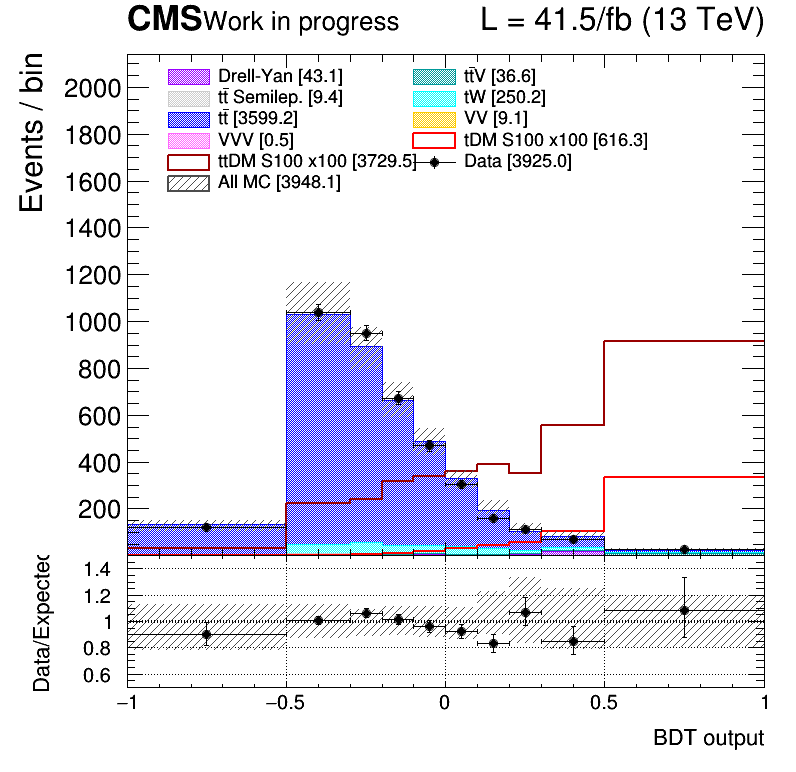 CMS Work in progress L = 41.5/fb (13 TeV)
Events / bin
2000
1800
1600
1400
1200
1000
800
600
400
200
Drell-Yan [43.1] tt̄V [36.6]
tt̄ Semilep. [9.4] tW [250.2]
tt̄ [3599.2] VV [9.1]
VVV [0.5] tDM S100 x100 [616.3]
ttDM S100 x100 [3729.5] Data [3925.0]
All MC [3948.1]
Data/Expected
1.4
1.2
1
0.8
0.6
−1 −0.5 0 0.5 1
BDT output